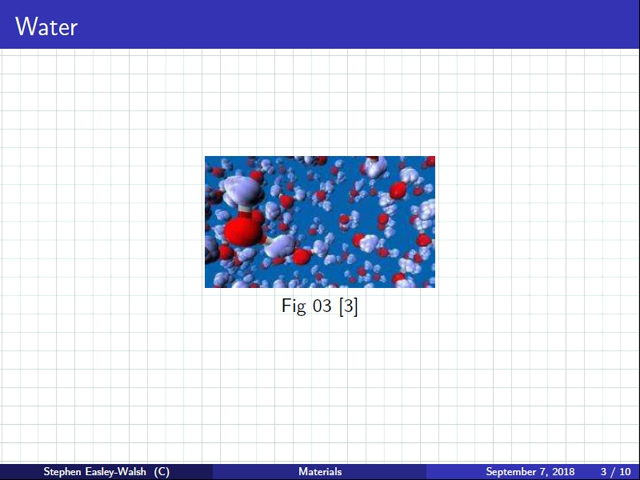 Water
Fig 03 [3]
Stephen Easley-Walsh (C) Materials September 7, 2018 3 / 10